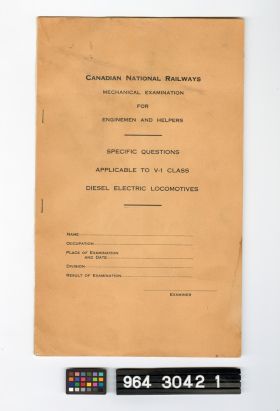 CANADIAN NATIONAL RAILWAYS
MECHANICAL EXAMINATION
FOR
ENGINEMEN AND HELPERS
SPECIFIC QUESTIONS
APPLICABLE TO V-1 CLASS
DIESEL ELECTRIC LOCOMOTIVES
NAME
OCCUPATION
PLACE OF EXAMINATION
AND DATE
DIVISION
RESULT OF EXAMINATION
EXAMINER
964 3042 1